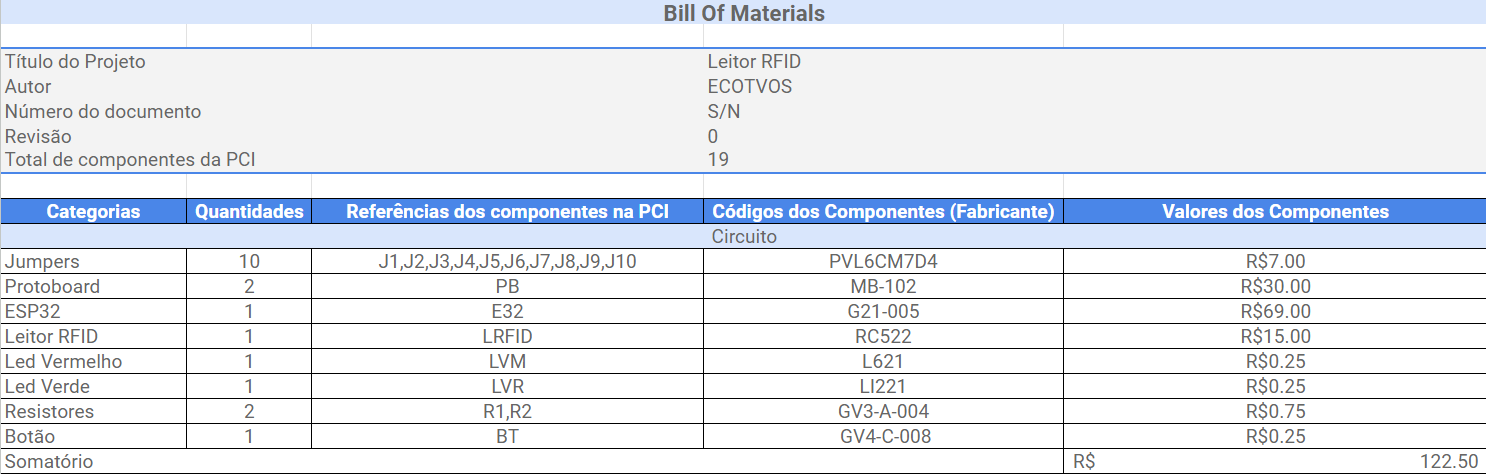 Bill Of Materials
Título do Projeto Leitor RFID
Autor ECOTVOS
Número do documento S/N
Revisão 0
Total de componentes da PCI 19
Categorias Quantidades Referências dos componentes na PCI Códigos dos Componentes (Fabricante) Valores dos Componentes
Circuito
Jumpers 10 J1,J2,J3,J4,J5,J6,J7,J8,J9,J10 PVL6CM7D4 R$7.00
Protoboard 2 PB MB-102 R$30.00
ESP32 1 E32 G21-005 R$69.00
Leitor RFID 1 LRFID RC522 R$15.00
Led Vermelho 1 LVM L621 R$0.25
Led Verde 1 LVR LI221 R$0.25
Resistores 2 R1,R2 GV3-A-004 R$0.75
Botão 1 BT GV4-C-008 R$0.25
Somatório R$ 122.50